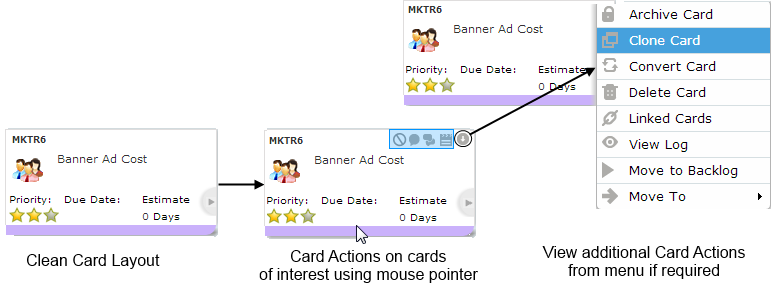 MKTR6
Banner Ad Cost
Priority: Due Date: Estimate
0 Days
Clean Card Layout
MKTR6
Banner Ad Cost
Priority: Due Date: Estimate
0 Days
Card Actions on cards
of interest using mouse pointer
MKTR6
Banner Ad Cost
Priority: Due Date: Estimate
0 Days
Archive Card
Clone Card
Convert Card
Delete Card
Linked Cards
View Log
Move to Backlog
Move To
View additional Card Actions
from menu if required